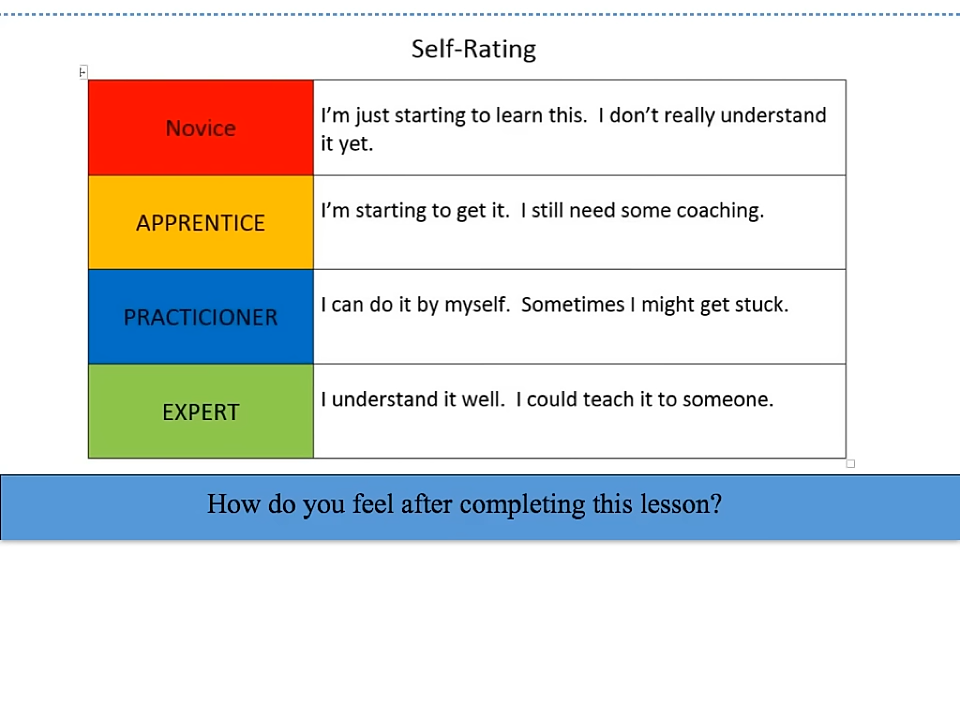 Self-Rating
Novice
I’m just starting to learn this.  I don’t really understand
it yet.
APPRENTICE
I’m starting to get it.  I still need some coaching.
PRACTICIONER
I can do it by myself.  Sometimes I might get stuck.
EXPERT
I understand it well.  I could teach it to someone.
How do you feel after completing this lesson?